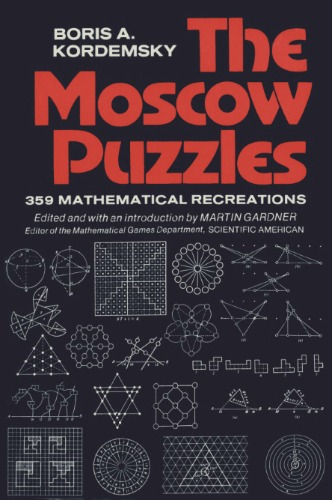 BORIS A.
KORDEMSKY
The
Moscow
Puzzles
359 MATHEMATICAL RECREATIONS
Edited and with an introduction by MARTIN GARDNER
Editor of the Mathematical Games Department, SCIENTIFIC AMERICAN